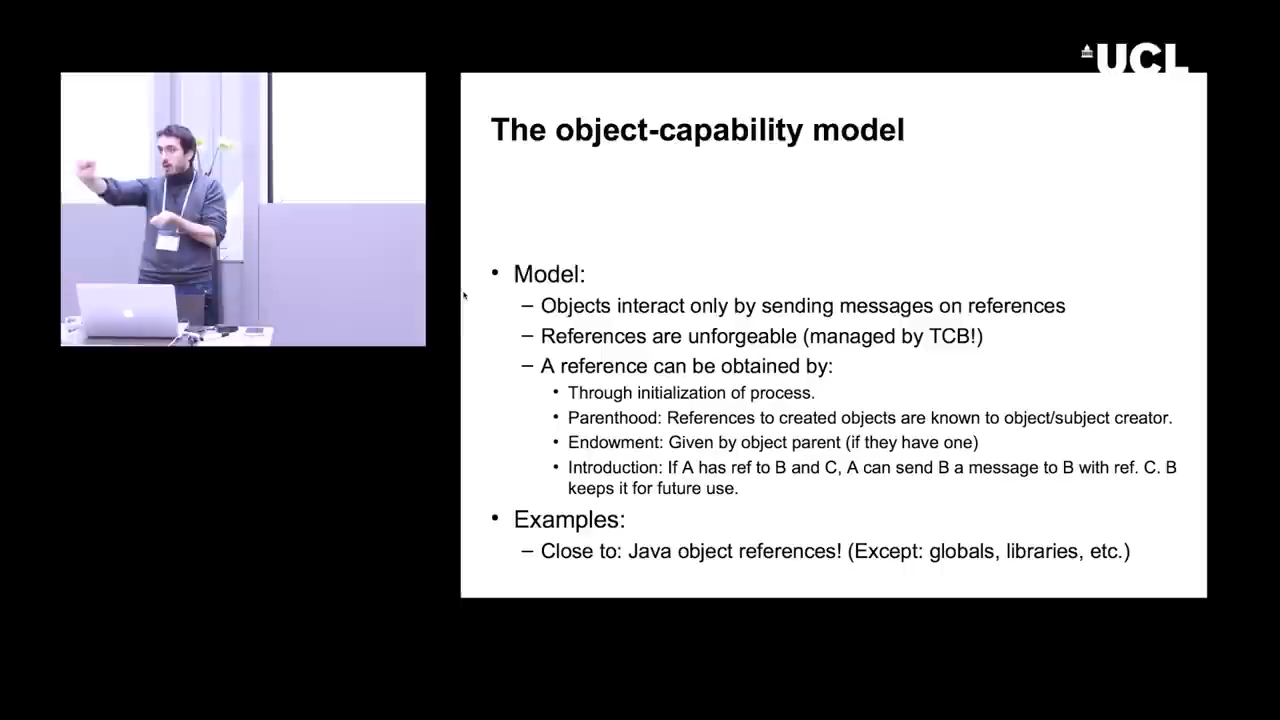 UCL
The object-capability model
• Model:
– Objects interact only by sending messages on references
– References are unforgeable (managed by TCB!)
– A reference can be obtained by:
• Through initialization of process.
• Parenthood: References to created objects are known to object/subject creator.
• Endowment: Given by object parent (if they have one)
• Introduction: If A has ref to B and C, A can send B a message to B with ref. C. B
keeps it for future use.
• Examples:
– Close to: Java object references! (Except: globals, libraries, etc.)